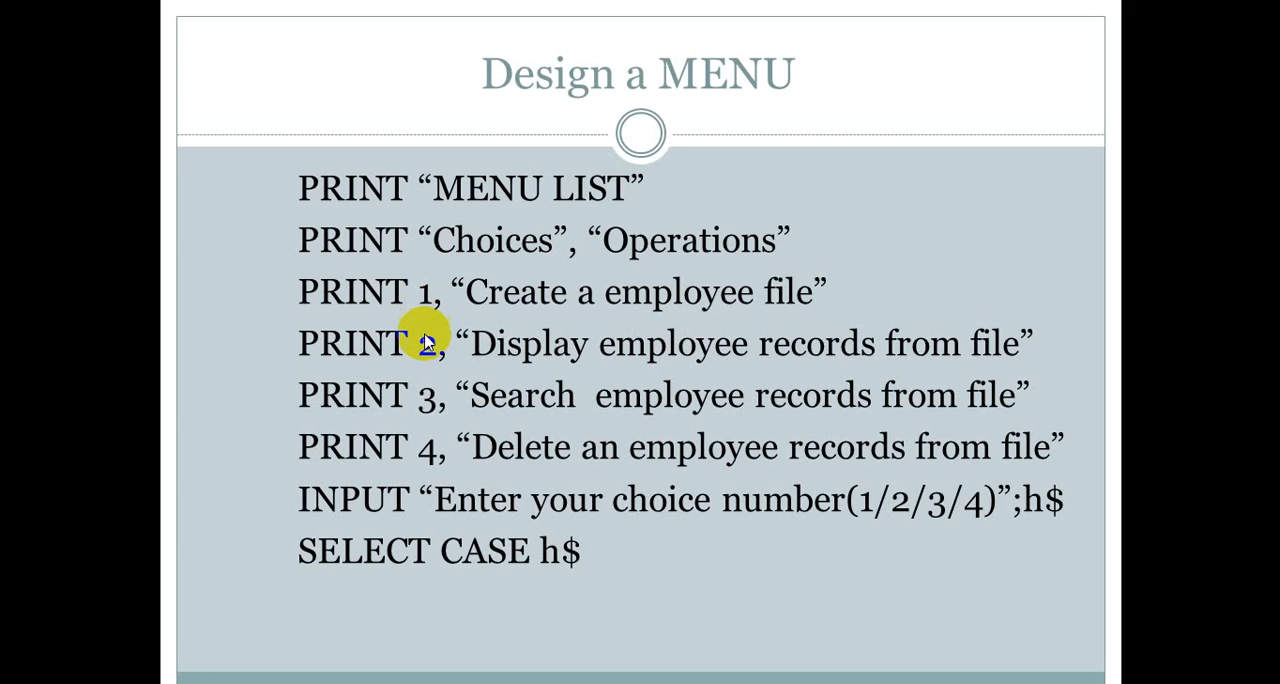 Design a MENU
PRINT “MENU LIST”
PRINT “Choices”, “Operations”
PRINT 1, “Create a employee file”
PRINT 2, “Display employee records from file”
PRINT 3, “Search  employee records from file”
PRINT 4, “Delete an employee records from file”
INPUT “Enter your choice number(1/2/3/4)”;h$
SELECT CASE h$